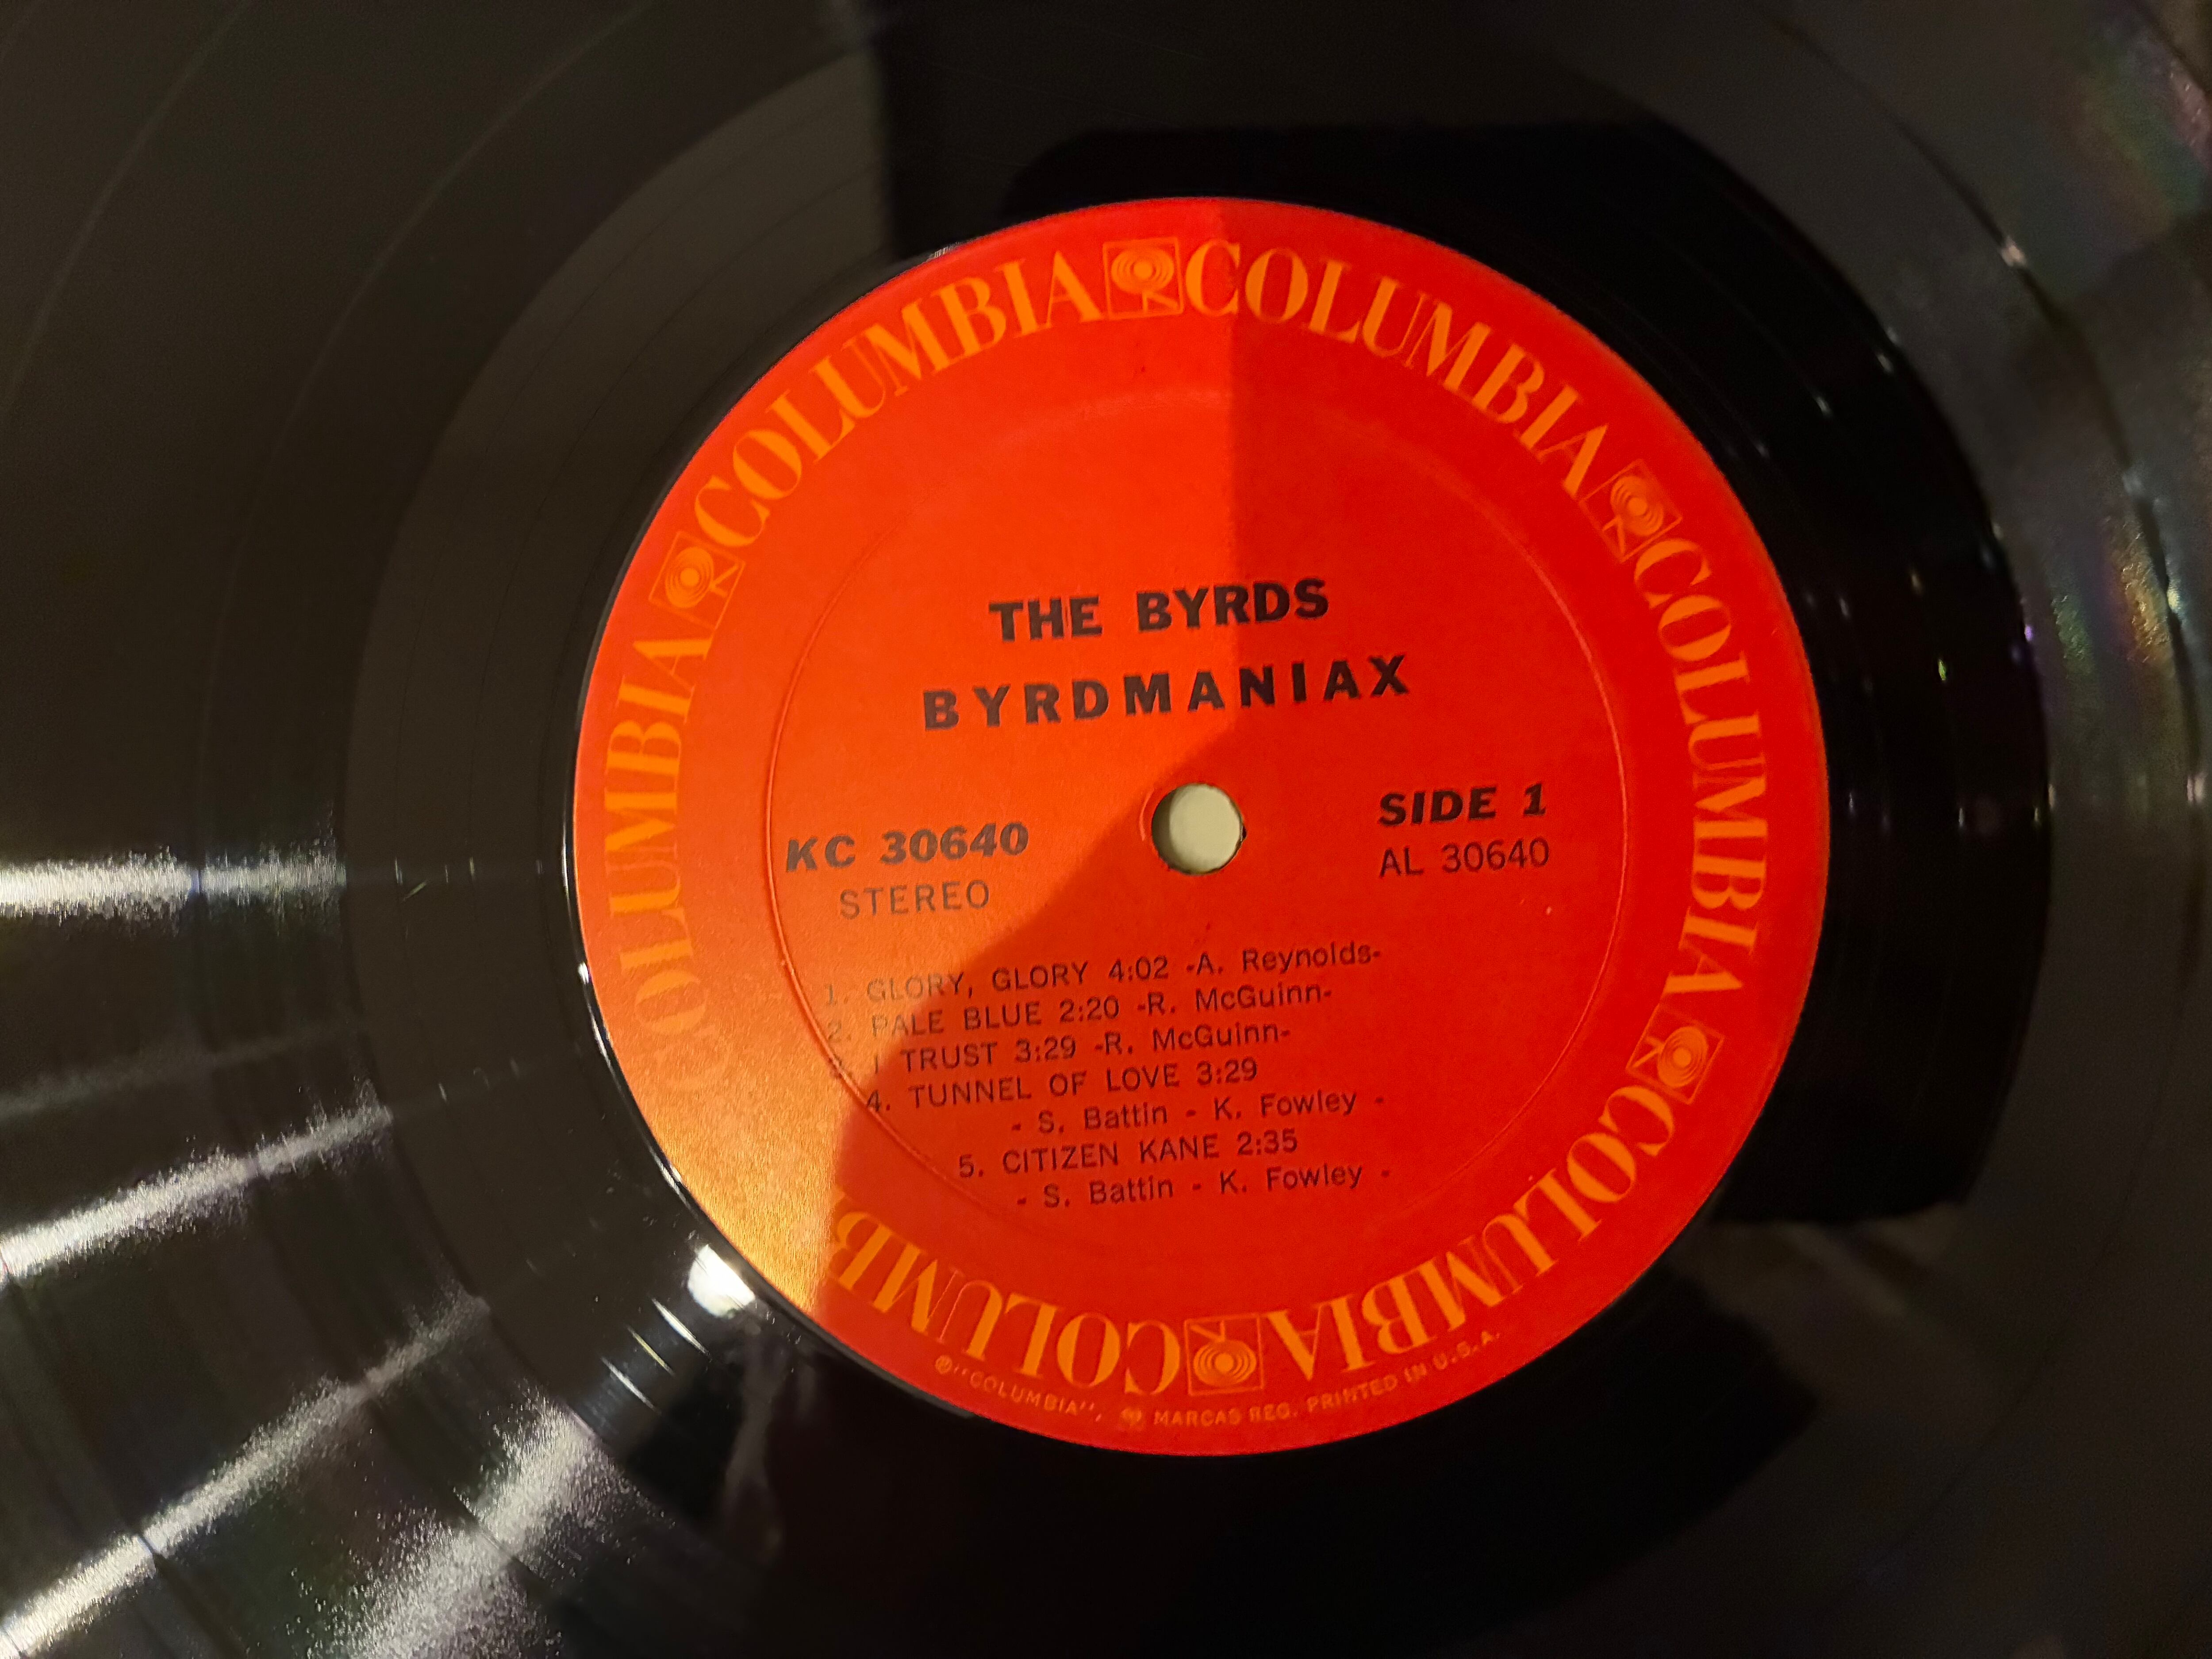 COLUMBIA COLUMBIA COLUMBIA COLUMBIA COLUMBIA COLUMBIA
THE BYRDS
BYRDMANIAX
KC 30640
STEREO
SIDE 1
AL 30640
1. GLORY, GLORY 4:02 -A. Reynolds-
2. PALE BLUE 2:20 -R. McGuinn-
3. I TRUST 3:29 -R. McGuinn-
4. TUNNEL OF LOVE 3:29
- S. Battin - K. Fowley -
5. CITIZEN KANE 2:35
- S. Battin - K. Fowley -
® "COLUMBIA", MARCAS REG. PRINTED IN U.S.A.